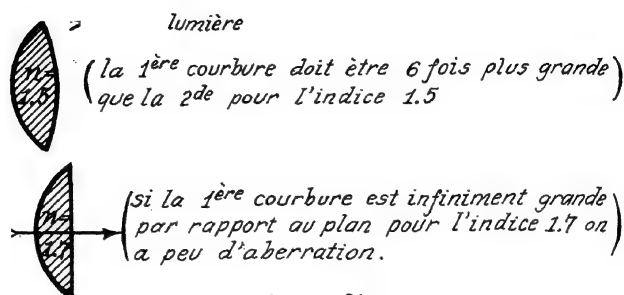 lumière
n=
1.5
(la 1ère courbure doit ètre 6 fois plus grande
que la 2de pour l'indice 1.5)
n=
1.7
(si la 1ère courbure est infiniment grande
par rapport au plan pour l'indice 1.7 on
a peu d'aberration.)